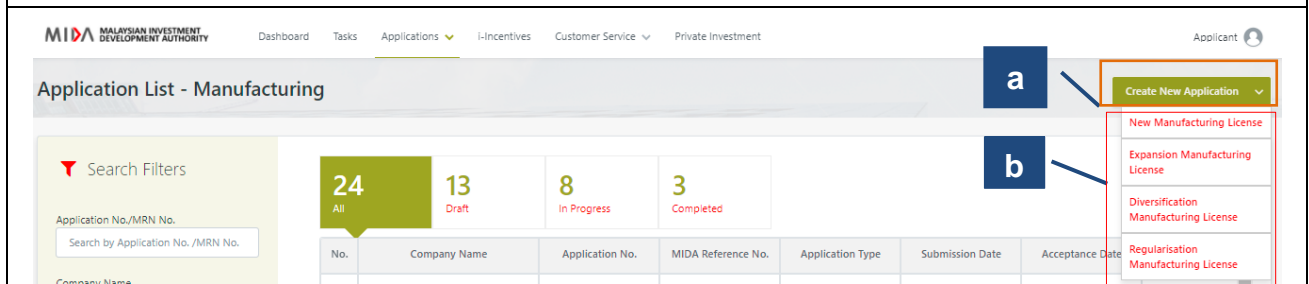 MIDA MALAYSIAN INVESTMENT DEVELOPMENT AUTHORITY
Dashboard Tasks Applications i-Incentives Customer Service Private Investment Applicant
Application List - Manufacturing
a
Create New Application
New Manufacturing License
Expansion Manufacturing
License
Diversification
Manufacturing License
Regularisation
Manufacturing License
b
Search Filters
24
All
13
Draft
8
In Progress
3
Completed
Application No./MRN No.
Search by Application No. /MRN No.
Company Name
No. Company Name Application No. MIDA Reference No. Application Type Submission Date Acceptance Date